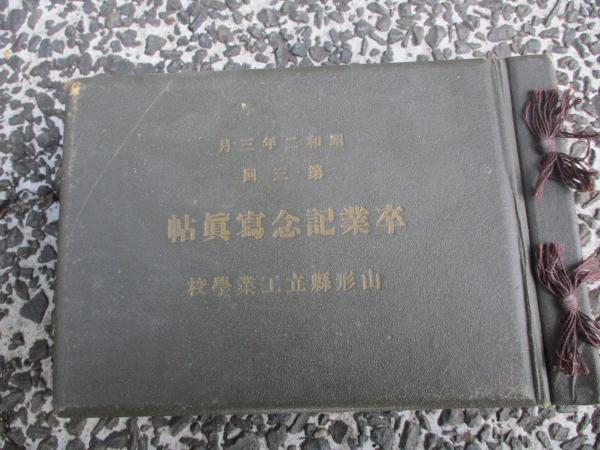 昭和二年三月
第三回
卒業記念寫眞帖
山形縣立工業學校